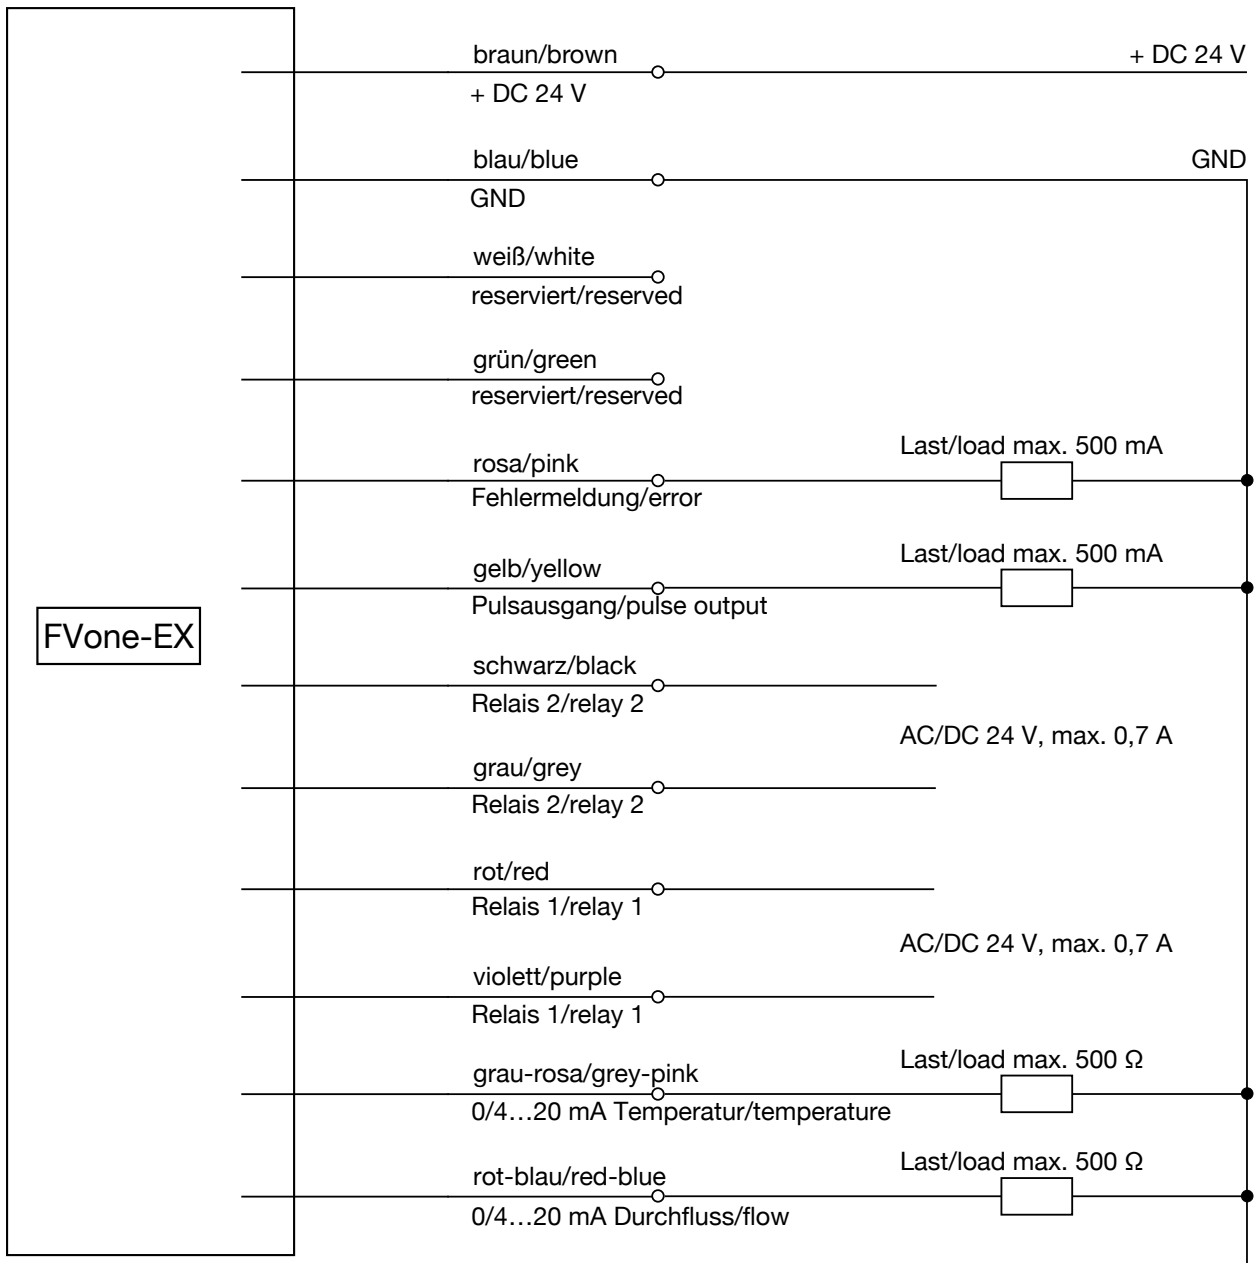 braun/brown
+ DC 24 V
+ DC 24 V
blau/blue
GND
GND
weiß/white
reserviert/reserved
grün/green
reserviert/reserved
Last/load max. 500 mA
rosa/pink
Fehlermeldung/error
Last/load max. 500 mA
gelb/yellow
Pulsausgang/pulse output
FVone-EX
schwarz/black
Relais 2/relay 2
AC/DC 24 V, max. 0,7 A
grau/grey
Relais 2/relay 2
rot/red
Relais 1/relay 1
AC/DC 24 V, max. 0,7 A
violett/purple
Relais 1/relay 1
Last/load max. 500 Ω
grau-rosa/grey-pink
0/4…20 mA Temperatur/temperature
Last/load max. 500 Ω
rot-blau/red-blue
0/4…20 mA Durchfluss/flow